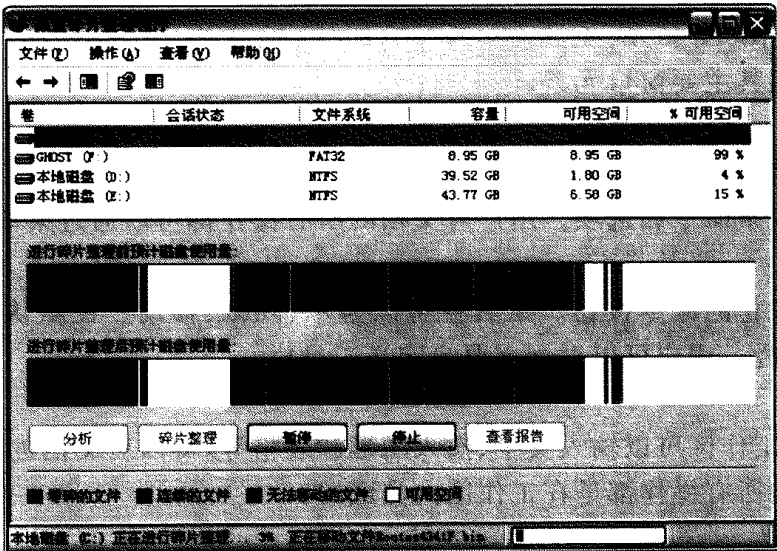 文件(F) 操作(A) 查看(V) 帮助(H)
卷 会话状态 文件系统 容量 可用空间 % 可用空间
GHOST (F:) FAT32 8.95 GB 8.95 GB 99 %
本地磁盘 (D:) NTFS 39.52 GB 1.80 GB 4 %
本地磁盘 (E:) NTFS 43.77 GB 6.58 GB 15 %
进行碎片整理前预计磁盘使用量:
进行碎片整理后预计磁盘使用量:
分析 碎片整理 暂停 停止 查看报告
零碎的文件 连续的文件 无法移动的文件 可用空间
本地磁盘 (C:) 正在进行碎片整理... 3% 正在移动文件